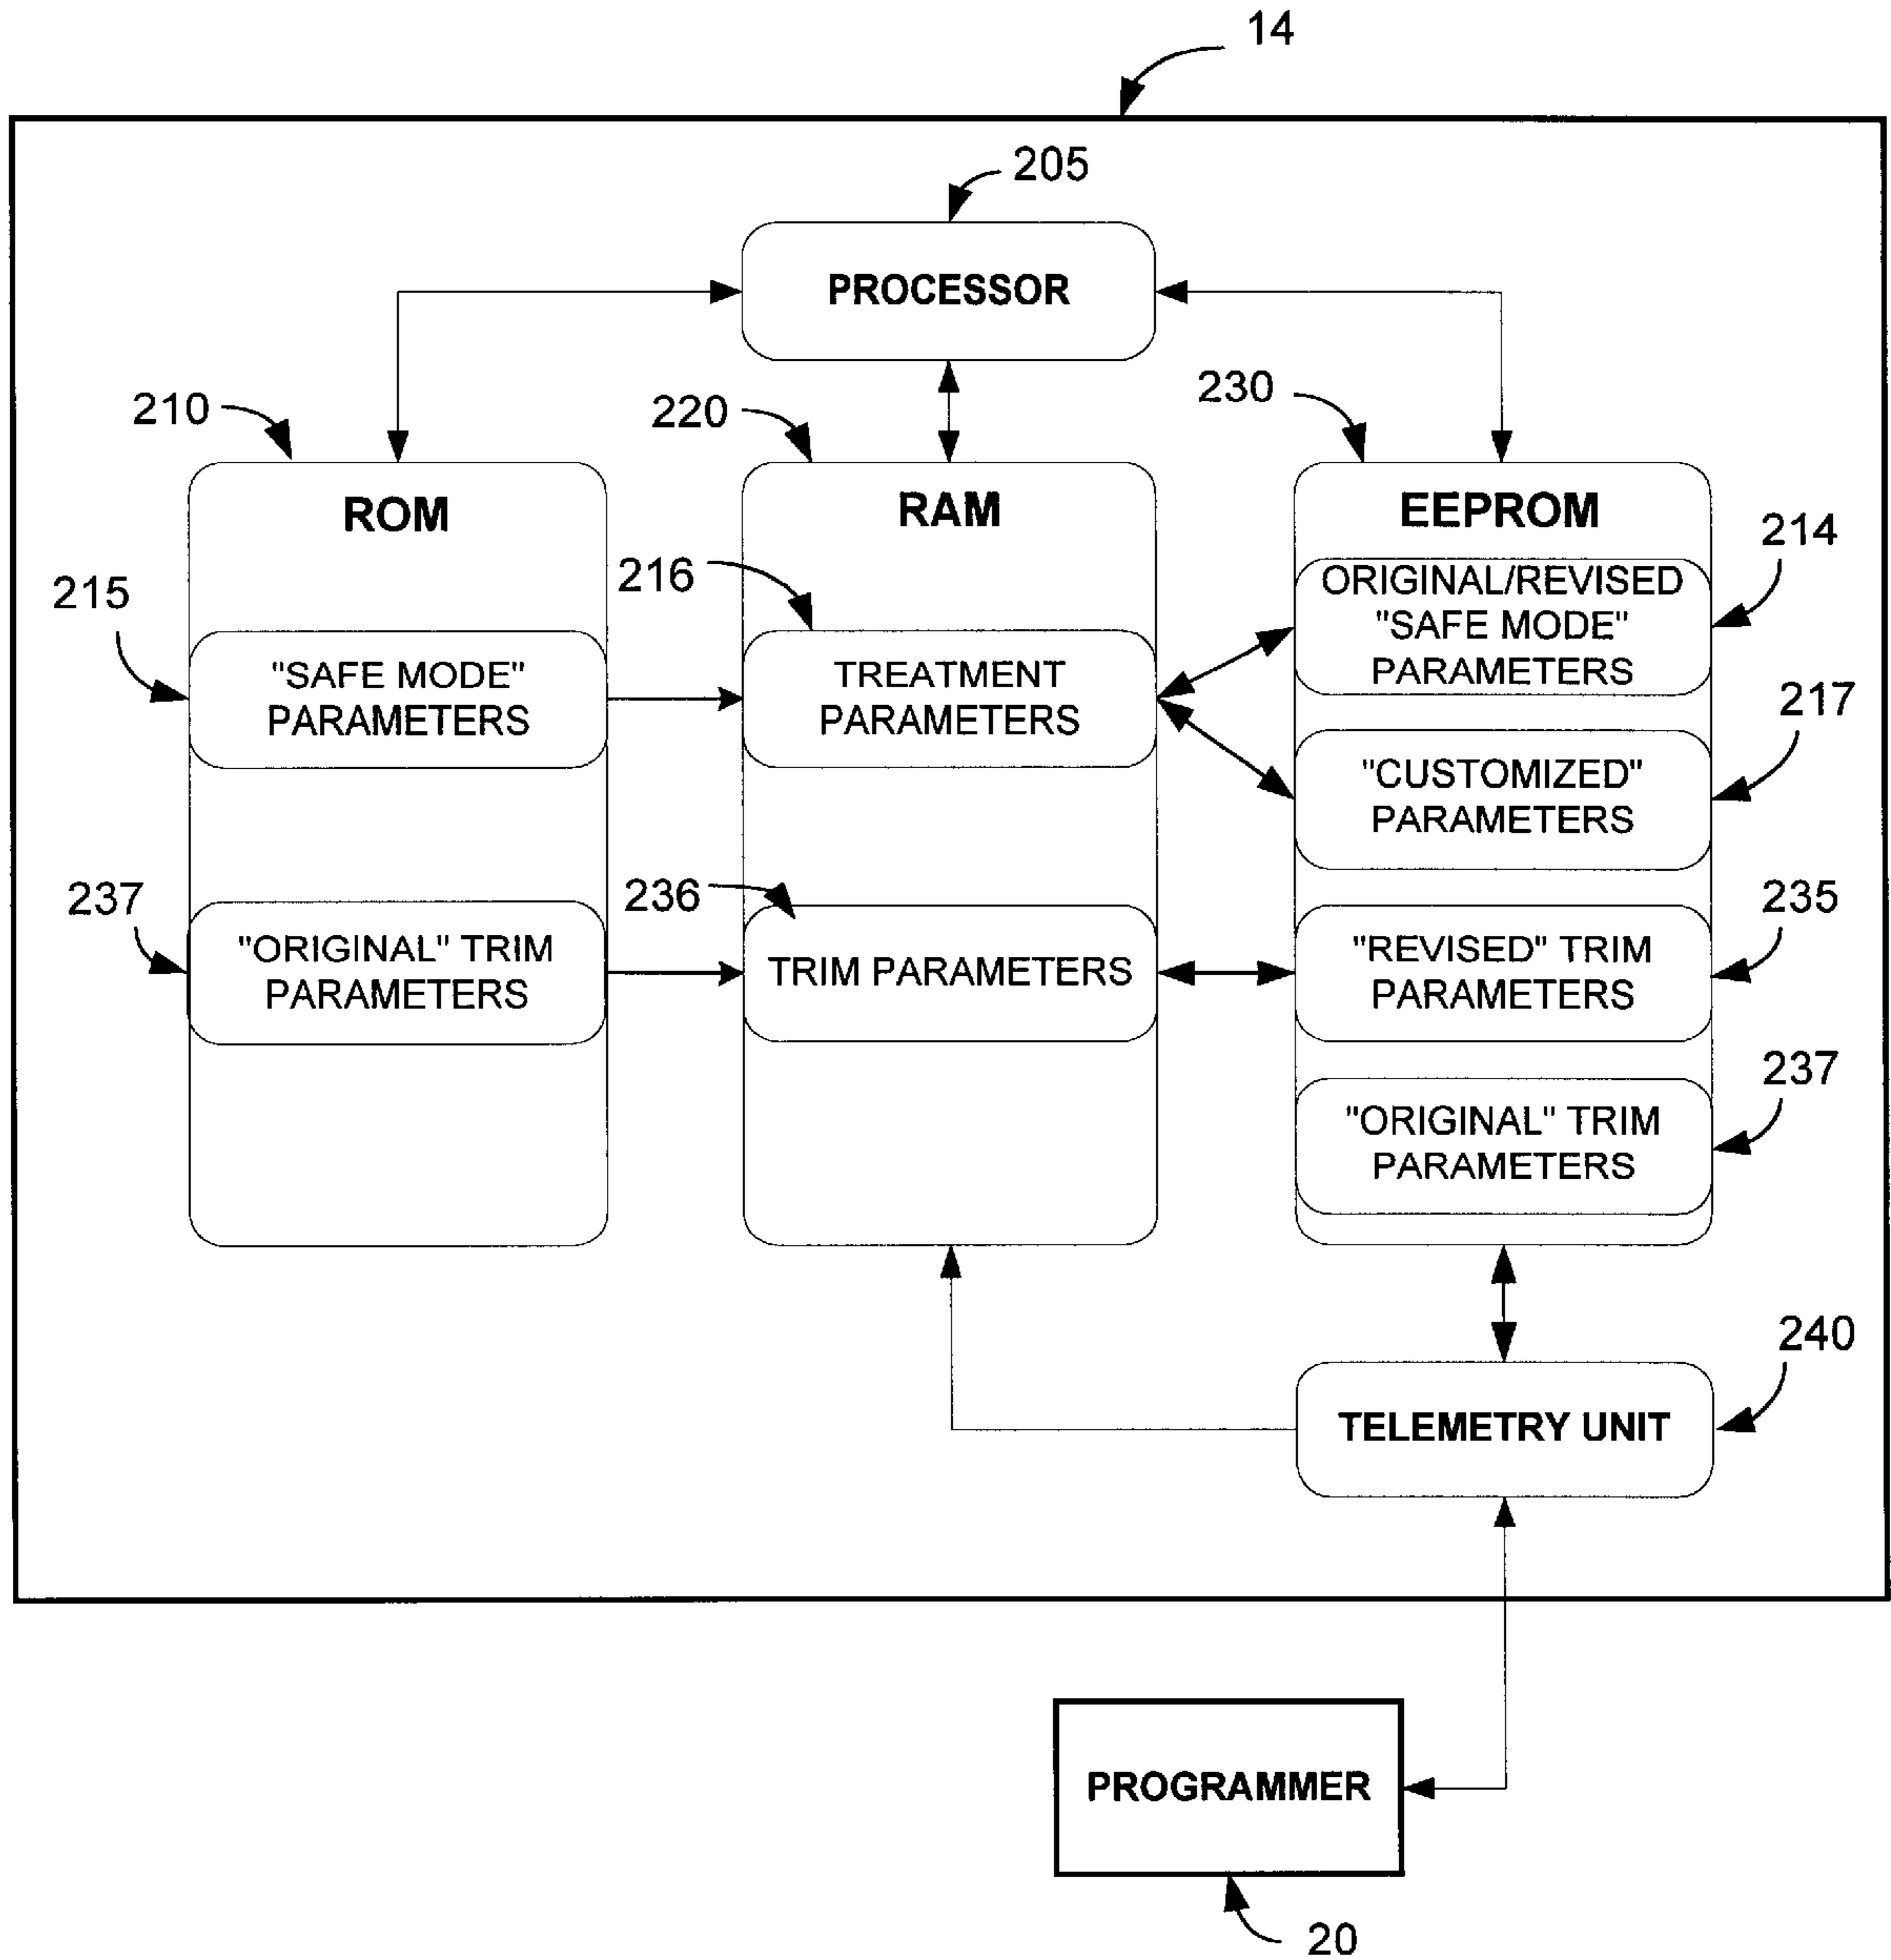 14
205
PROCESSOR
210
220
230
ROM
RAM
EEPROM
214
215
216
ORIGINAL/REVISED
"SAFE MODE"
PARAMETERS
"SAFE MODE"
PARAMETERS
TREATMENT
PARAMETERS
217
"CUSTOMIZED"
PARAMETERS
237
236
235
"ORIGINAL" TRIM
PARAMETERS
TRIM PARAMETERS
"REVISED" TRIM
PARAMETERS
237
"ORIGINAL" TRIM
PARAMETERS
240
TELEMETRY UNIT
PROGRAMMER
20